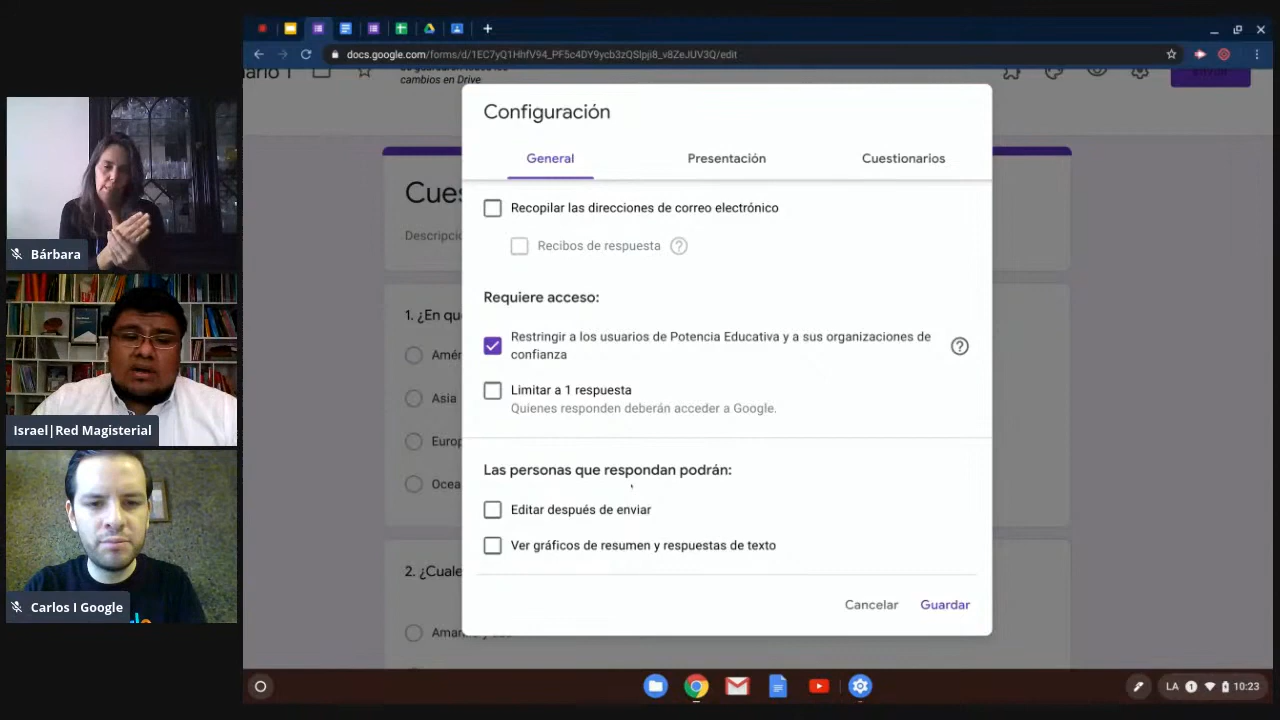 docs.google.com/forms/d/1EC7yQ1HhfV94_PF5c4DY9ycb3zQSlpji8_v8ZeJUV3Q/edit
cambios en Drive
Configuración
General
Presentación
Cuestionarios
Recopilar las direcciones de correo electrónico
Recibos de respuesta
Requiere acceso:
Restringir a los usuarios de Potencia Educativa y a sus organizaciones de
confianza
Limitar a 1 respuesta
Quienes responden deberán acceder a Google.
Las personas que respondan podrán:
Editar después de enviar
Ver gráficos de resumen y respuestas de texto
Cancelar
Guardar
Cues
Descripci
1. ¿En qu
Amér
Asia
Europ
Ocea
2. ¿Cuale
Bárbara
Israel|Red Magisterial
Carlos I Google
LA
1
10:23